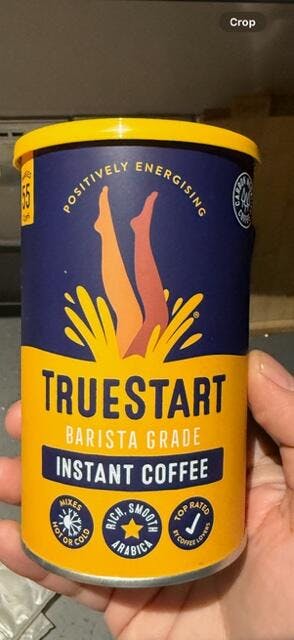 Crop
POSITIVELY ENERGISING
55
®
TRUESTART
BARISTA GRADE
INSTANT COFFEE
MIXES
HOT OR COLD
RICH, SMOOTH
ARABICA
TOP RATED
BY COFFEE LOVERS